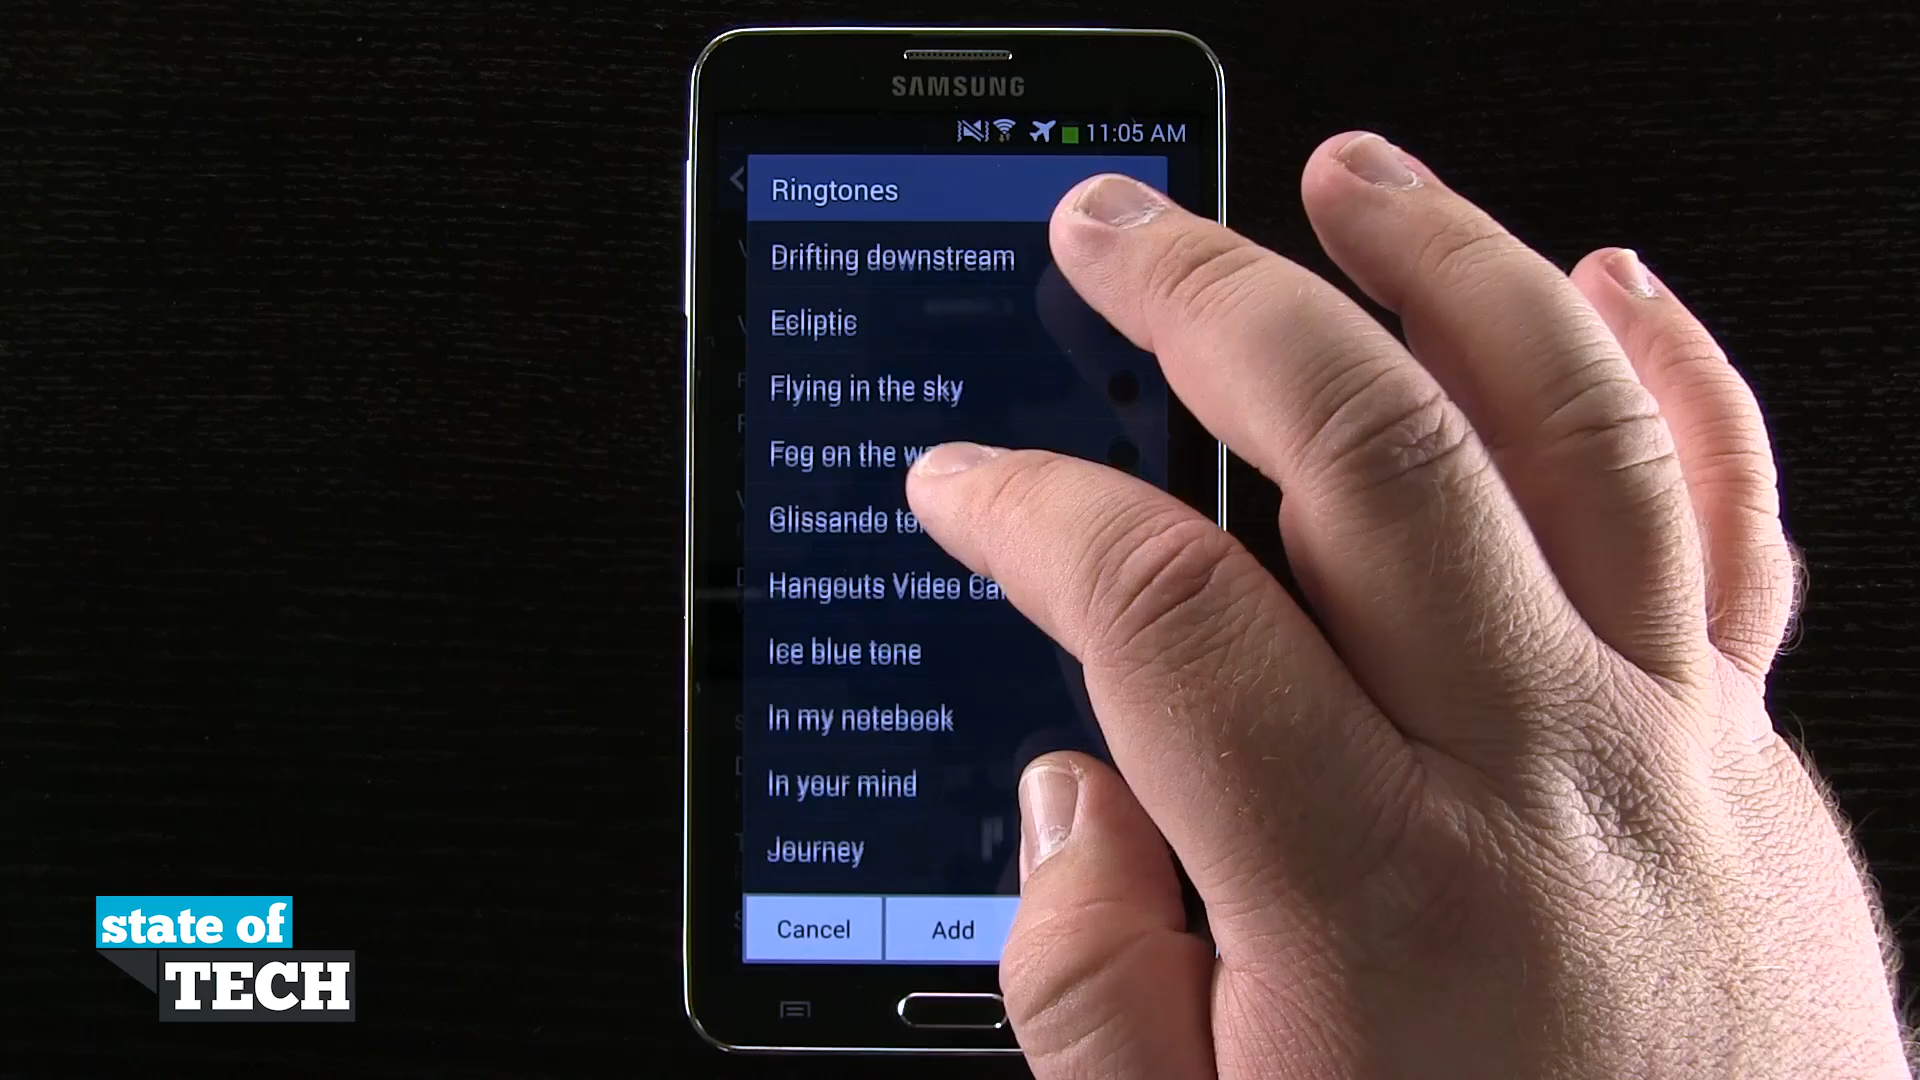 SAMSUNG
11:05 AM
Ringtones
Drifting downstream
Ecliptic
Flying in the sky
Fog on the
Glissando
Hangouts Video
Ice blue tone
In my notebook
In your mind
Journey
Cancel Add
state of
TECH